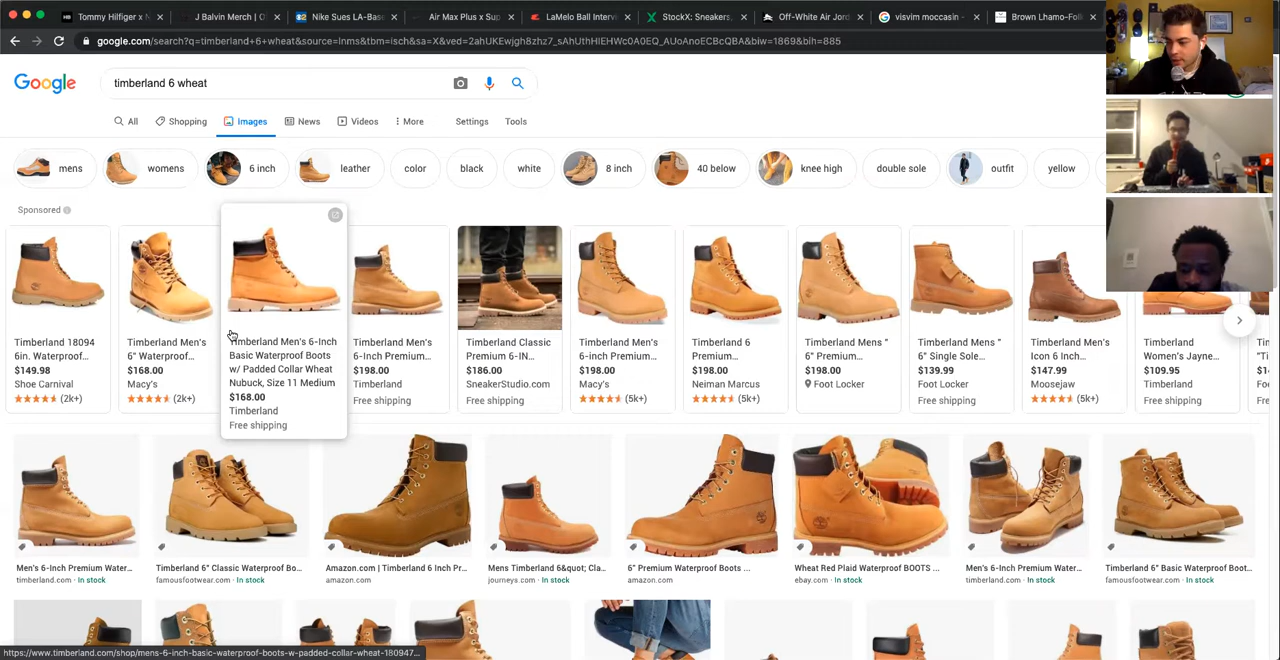 Tommy Hilfiger x N
J Balvin Merch | O
Nike Sues LA-Base
Air Max Plus x Sup
LaMelo Ball Interv
StockX: Sneakers,
Off-White Air Jord
visvim moccasin -
Brown Lhamo-Foll
google.com/search?q=timberland+6+wheat&source=lnms&tbm=isch&sa=X&ved=2ahUKEwjgh8zhz7_sAhUthHIEHWc0A0EQ_AUoAnoECBcQBA&biw=1869&bih=885
Google
timberland 6 wheat
All
Shopping
Images
News
Videos
More
Settings
Tools
mens
womens
6 inch
leather
color
black
white
8 inch
40 below
knee high
double sole
outfit
yellow
Sponsored
Timberland 18094
6in. Waterproof...
$149.98
Shoe Carnival
(2k+)
Timberland Men's
6" Waterproof...
$168.00
Macy's
(2k+)
Timberland Men's 6-Inch
Basic Waterproof Boots
w/ Padded Collar Wheat
Nubuck, Size 11 Medium
$168.00
Timberland
Free shipping
Timberland Men's
6-Inch Premium...
$198.00
Timberland
Free shipping
Timberland Classic
Premium 6-IN...
$186.00
SneakerStudio.com
Free shipping
Timberland Men's
6-inch Premium...
$198.00
Macy's
(5k+)
Timberland 6
Premium...
$198.00
Neiman Marcus
(5k+)
Timberland Mens "
6" Premium...
$198.00
Foot Locker
Timberland Mens "
6" Single Sole...
$139.99
Foot Locker
Free shipping
Timberland Men's
Icon 6 Inch...
$147.99
Moosejaw
(5k+)
Timberland
Women's Jayne...
$109.95
Timberland
Free shipping
Men's 6-Inch Premium Water...
timberland.com · In stock
Timberland 6" Classic Waterproof Bo...
famousfootwear.com · In stock
Amazon.com | Timberland 6 Inch Pr...
amazon.com
Mens Timberland 6&quot; Cla...
journeys.com · In stock
6" Premium Waterproof Boots ...
amazon.com
Wheat Red Plaid Waterproof BOOTS ...
ebay.com · In stock
Men's 6-Inch Premium Water...
timberland.com · In stock
Timberland 6" Basic Waterproof Boot...
famousfootwear.com · In stock
https://www.timberland.com/shop/mens-6-inch-basic-waterproof-boots-w-padded-collar-wheat-180947...